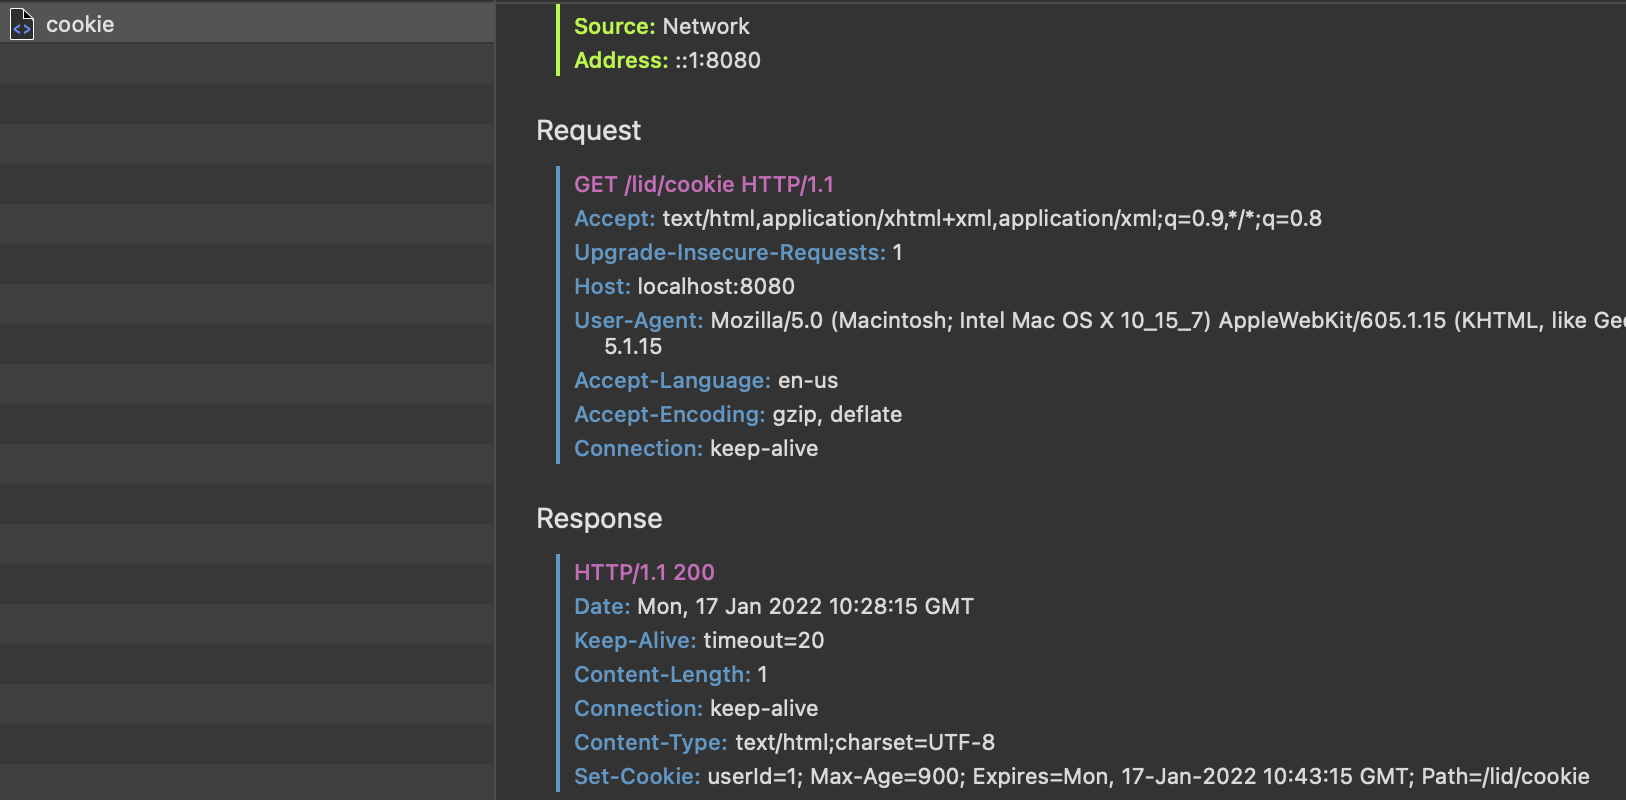 cookie
Source: Network
Address: ::1:8080
Request
GET /lid/cookie HTTP/1.1
Accept: text/html,application/xhtml+xml,application/xml;q=0.9,*/*;q=0.8
Upgrade-Insecure-Requests: 1
Host: localhost:8080
User-Agent: Mozilla/5.0 (Macintosh; Intel Mac OS X 10_15_7) AppleWebKit/605.1.15 (KHTML, like
5.1.15
Accept-Language: en-us
Accept-Encoding: gzip, deflate
Connection: keep-alive
Response
HTTP/1.1 200
Date: Mon, 17 Jan 2022 10:28:15 GMT
Keep-Alive: timeout=20
Content-Length: 1
Connection: keep-alive
Content-Type: text/html;charset=UTF-8
Set-Cookie: userId=1; Max-Age=900; Expires=Mon, 17-Jan-2022 10:43:15 GMT; Path=/lid/cookie